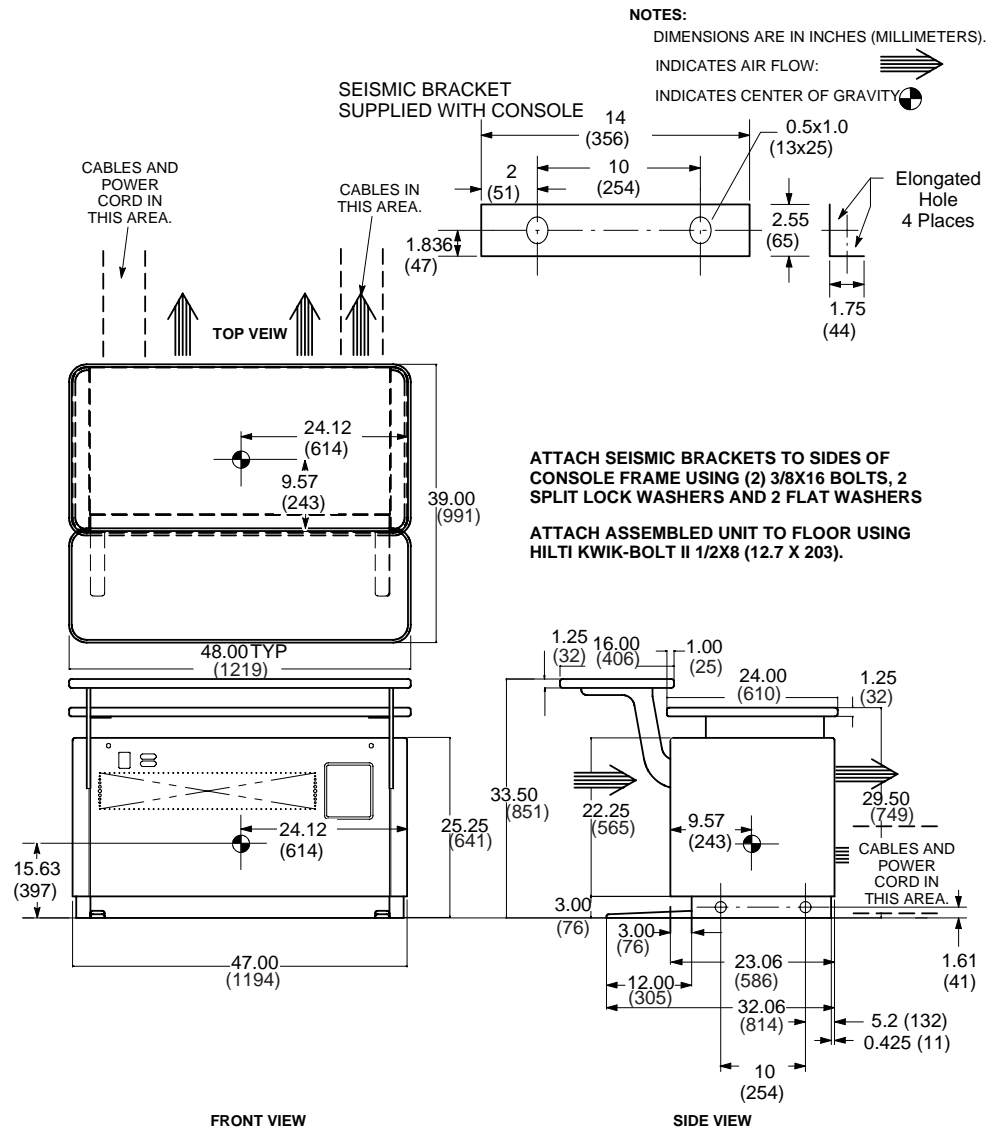 NOTES:
DIMENSIONS ARE IN INCHES (MILLIMETERS).
INDICATES AIR FLOW:
INDICATES CENTER OF GRAVITY
SEISMIC BRACKET
SUPPLIED WITH CONSOLE
14
(356)
0.5x1.0
(13x25)
2
(51)
10
(254)
Elongated
Hole
4 Places
2.55
(65)
1.836
(47)
1.75
(44)
CABLES AND
POWER
CORD IN
THIS AREA.
CABLES IN
THIS AREA.
TOP VEIW
24.12
(614)
9.57
(243)
39.00
(991)
48.00 TYP
(1219)
ATTACH SEISMIC BRACKETS TO SIDES OF
CONSOLE FRAME USING (2) 3/8X16 BOLTS, 2
SPLIT LOCK WASHERS AND 2 FLAT WASHERS
ATTACH ASSEMBLED UNIT TO FLOOR USING
HILTI KWIK-BOLT II 1/2X8 (12.7 X 203).
24.12
(614)
25.25
(641)
15.63
(397)
47.00
(1194)
FRONT VIEW
1.25
(32)
16.00
(406)
1.00
(25)
24.00
(610)
1.25
(32)
33.50
(851)
22.25
(565)
9.57
(243)
29.50
(749)
CABLES AND
POWER
CORD IN
THIS AREA.
3.00
(76)
3.00
(76)
23.06
(586)
1.61
(41)
12.00
(305)
32.06
(814)
5.2 (132)
0.425 (11)
10
(254)
SIDE VIEW